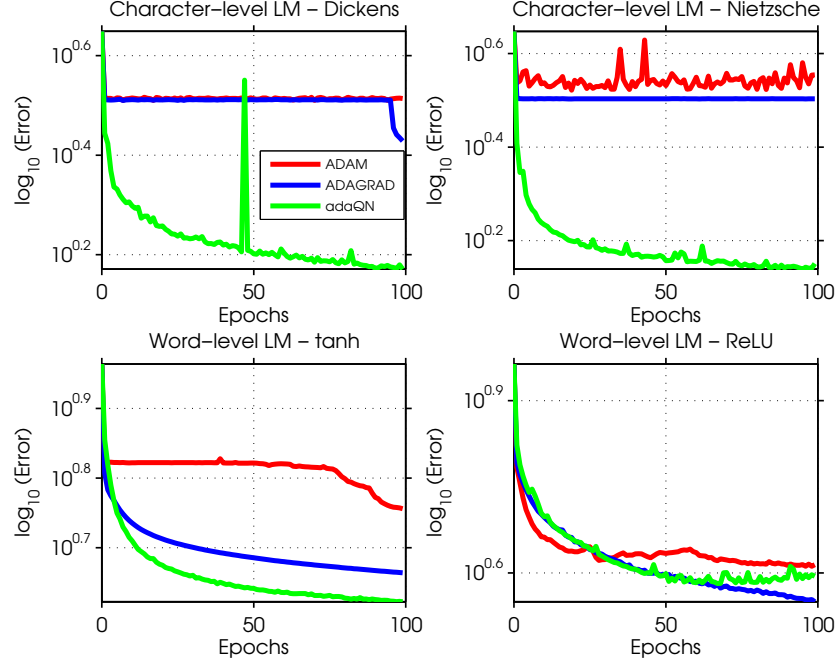 Character–level LM – Dickens
10^0.6
10^0.4
10^0.2
log10 (Error)
ADAM
ADAGRAD
adaQN
0 50 100
Epochs
Character–level LM – Nietzsche
10^0.6
10^0.4
10^0.2
log10 (Error)
0 50 100
Epochs
Word–level LM – tanh
10^0.9
10^0.8
10^0.7
log10 (Error)
0 50 100
Epochs
Word–level LM – ReLU
10^0.9
10^0.6
log10 (Error)
0 50 100
Epochs